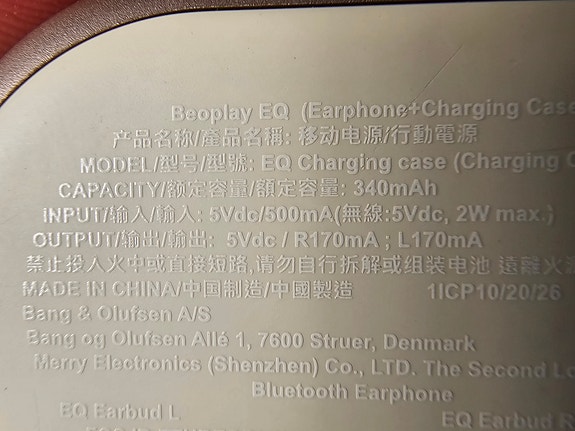 Beoplay EQ (Earphone+Charging Case
产品名称/產品名稱: 移动电源/行動電源
MODEL/型号/型號: EQ Charging case (Charging
CAPACITY/额定容量/額定容量: 340mAh
INPUT/输入/输入: 5Vdc/500mA(無線:5Vdc, 2W max.)
OUTPUT/输出/输出: 5Vdc / R170mA ; L170mA
禁止投入火中或直接短路,请勿自行拆解或组装电池 遠離火源
MADE IN CHINA/中国制造/中國製造 1ICP10/20/26
Bang & Olufsen A/S
Bang og Olufsen Allé 1, 7600 Struer, Denmark
Merry Electronics (Shenzhen) Co., LTD. The Second
Bluetooth Earphone
EQ Earbud L EQ Earbud R